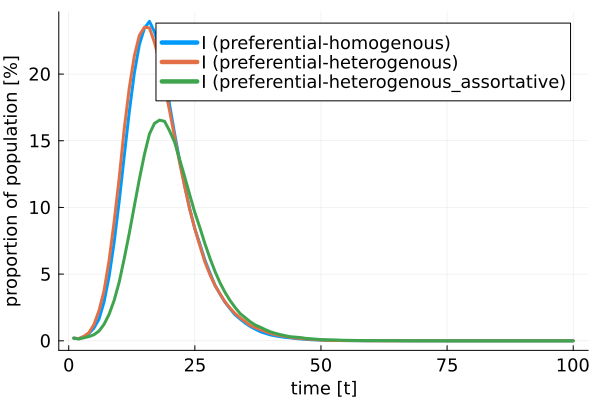 I (preferential-homogenous)
I (preferential-heterogenous)
I (preferential-heterogenous_assortative)
proportion of population [%]
20
15
10
5
0
0 25 50 75 100
time [t]